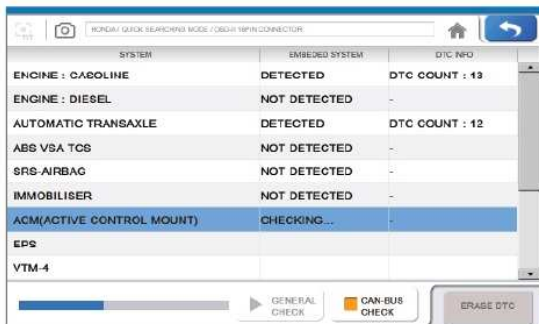 HONDA / QUICK SEARCHING MODE / OBD-II 16PIN CONNECTOR
SYSTEM EMBEDED SYSTEM DTC INFO
ENGINE : GASOLINE DETECTED DTC COUNT : 13
ENGINE : DIESEL NOT DETECTED -
AUTOMATIC TRANSAXLE DETECTED DTC COUNT : 12
ABS VSA TCS NOT DETECTED -
SRS-AIRBAG NOT DETECTED -
IMMOBILISER NOT DETECTED -
ACM(ACTIVE CONTROL MOUNT) CHECKING... -
EPS
VTM-4
GENERAL CHECK
CAN-BUS CHECK
ERASE DTC